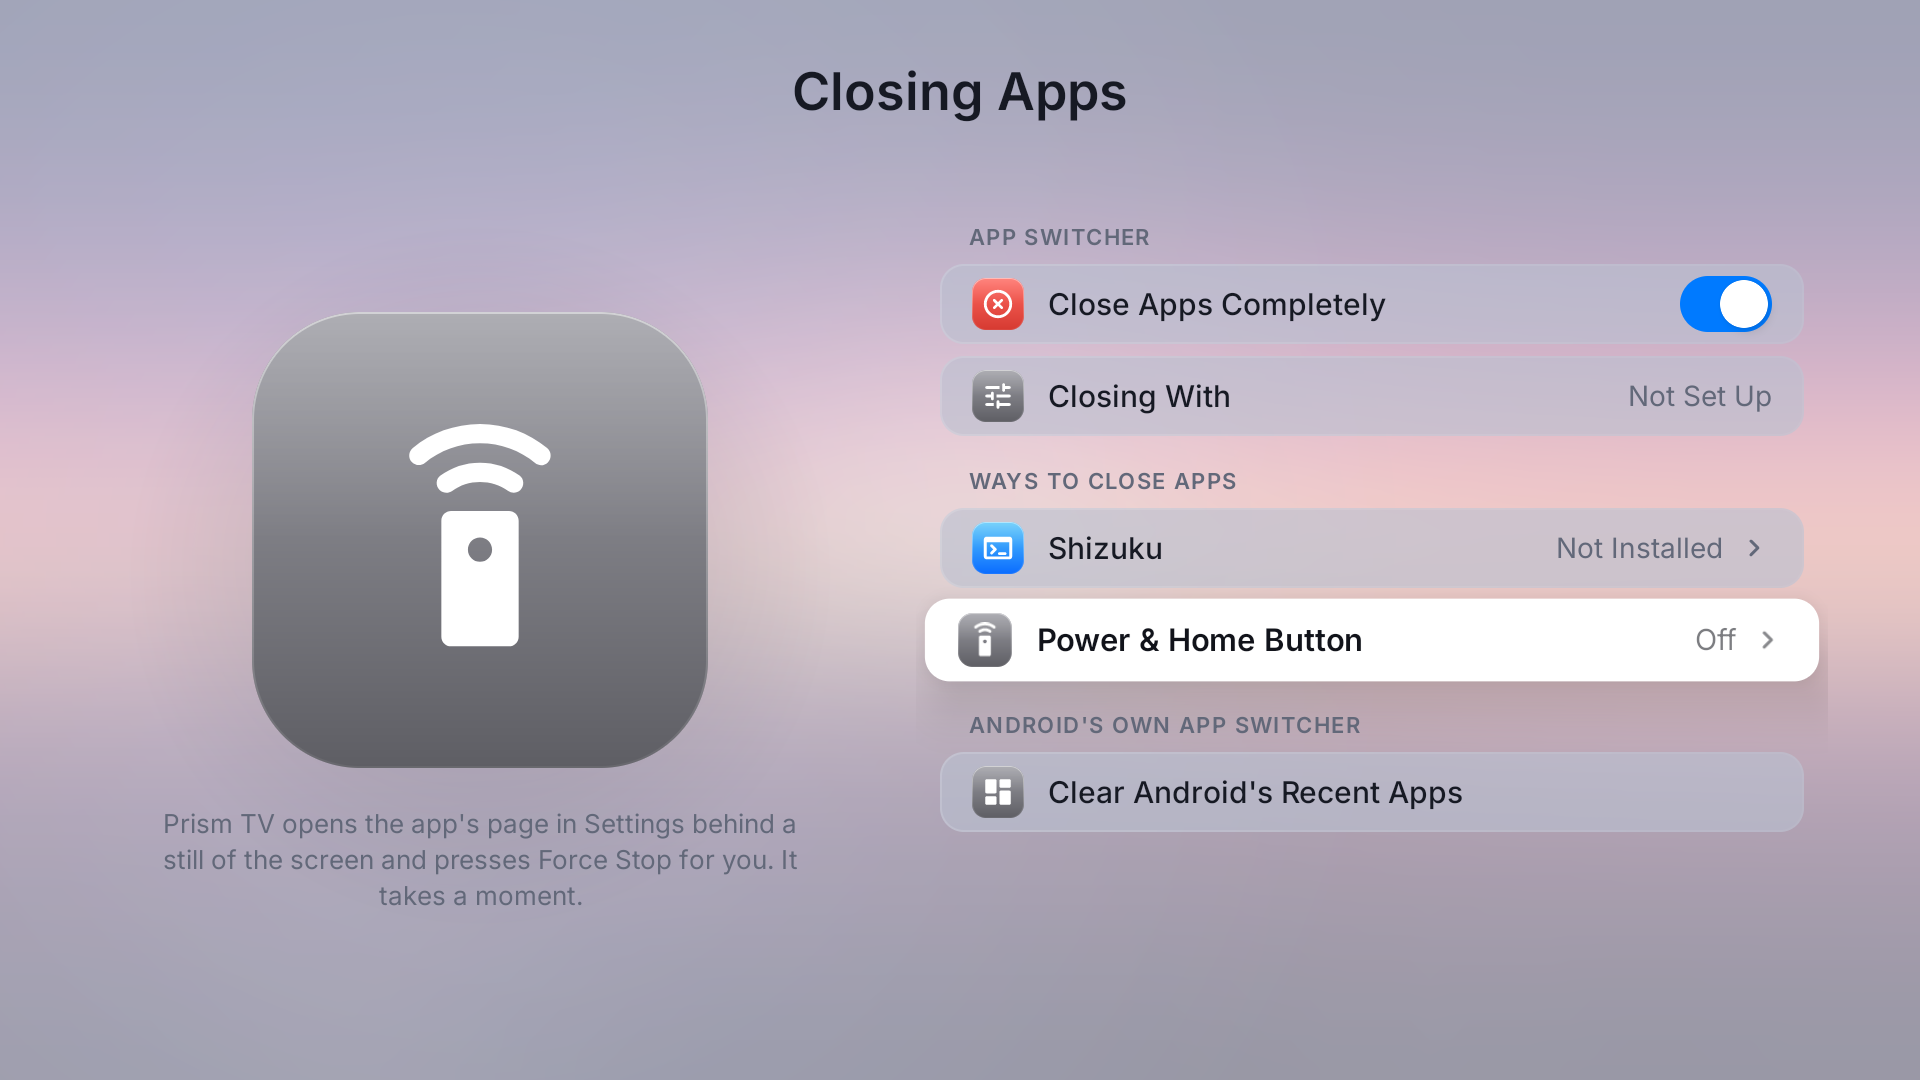 Closing Apps
APP SWITCHER
Close Apps Completely
Closing With
Not Set Up
WAYS TO CLOSE APPS
Shizuku
Not Installed
Power & Home Button
Off
ANDROID'S OWN APP SWITCHER
Clear Android's Recent Apps
Prism TV opens the app's page in Settings behind a
still of the screen and presses Force Stop for you. It
takes a moment.